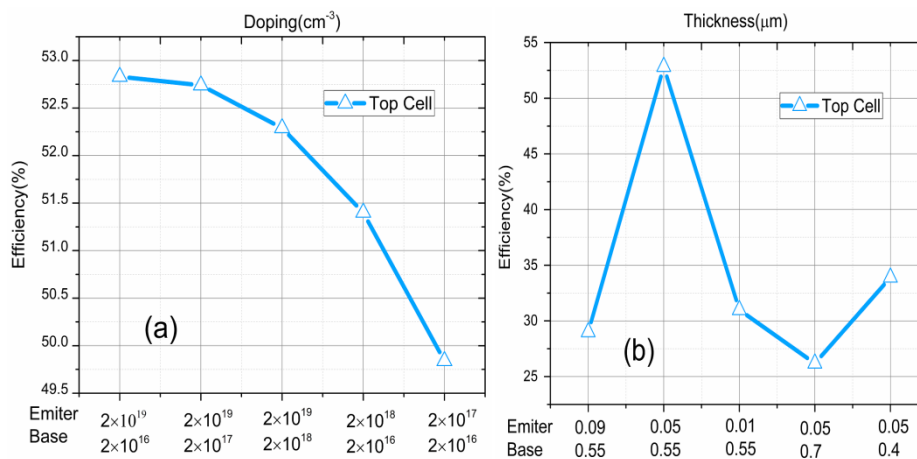 Doping(cm⁻³)
53.0
52.5
52.0
51.5
51.0
50.5
50.0
49.5
Efficiency(%)
Top Cell
(a)
Emiter 2×10¹⁹ 2×10¹⁹ 2×10¹⁹ 2×10¹⁸ 2×10¹⁷
Base 2×10¹⁶ 2×10¹⁷ 2×10¹⁸ 2×10¹⁶ 2×10¹⁶
Thickness(μm)
55
50
45
40
35
30
25
Efficiency(%)
Top Cell
(b)
Emiter 0.09 0.05 0.01 0.05 0.05
Base 0.55 0.55 0.55 0.7 0.4